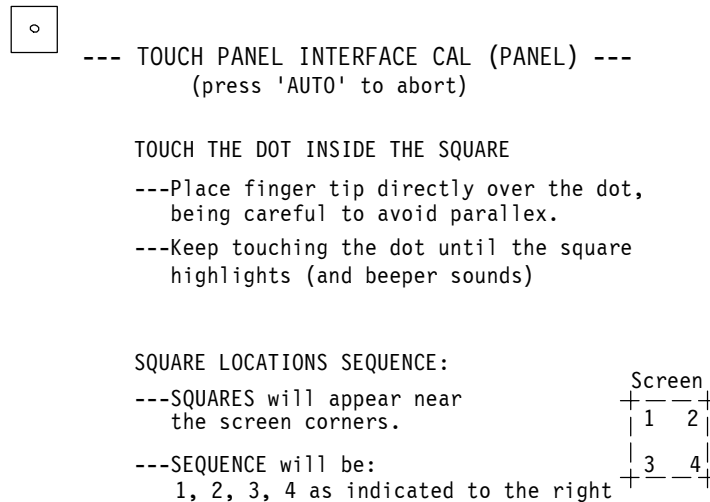 --- TOUCH PANEL INTERFACE CAL (PANEL) ---
(press 'AUTO' to abort)
TOUCH THE DOT INSIDE THE SQUARE
---Place finger tip directly over the dot,
being careful to avoid parallex.
---Keep touching the dot until the square
highlights (and beeper sounds)
SQUARE LOCATIONS SEQUENCE:
---SQUARES will appear near
the screen corners.
---SEQUENCE will be:
1, 2, 3, 4 as indicated to the right
Screen
1 2
3 4